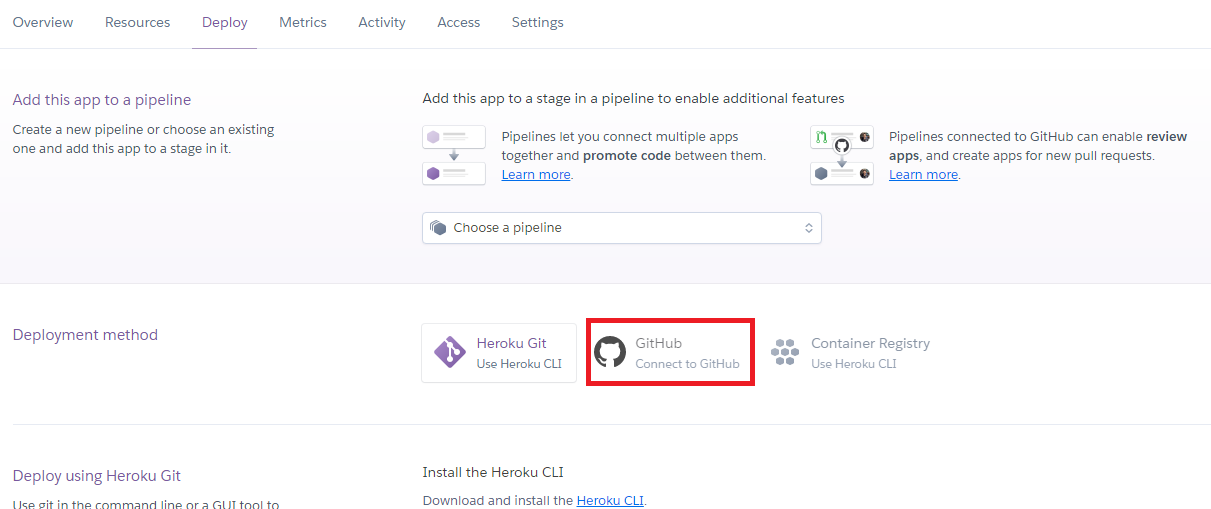 Overview Resources Deploy Metrics Activity Access Settings
Add this app to a pipeline
Create a new pipeline or choose an existing
one and add this app to a stage in it.
Add this app to a stage in a pipeline to enable additional features
Pipelines let you connect multiple apps
together and promote code between them.
Learn more.
Pipelines connected to GitHub can enable review
apps, and create apps for new pull requests.
Learn more.
Choose a pipeline
Deployment method
Heroku Git
Use Heroku CLI
GitHub
Connect to GitHub
Container Registry
Use Heroku CLI
Deploy using Heroku Git
Use git in the command line or a GUI tool to
Install the Heroku CLI
Download and install the Heroku CLI.